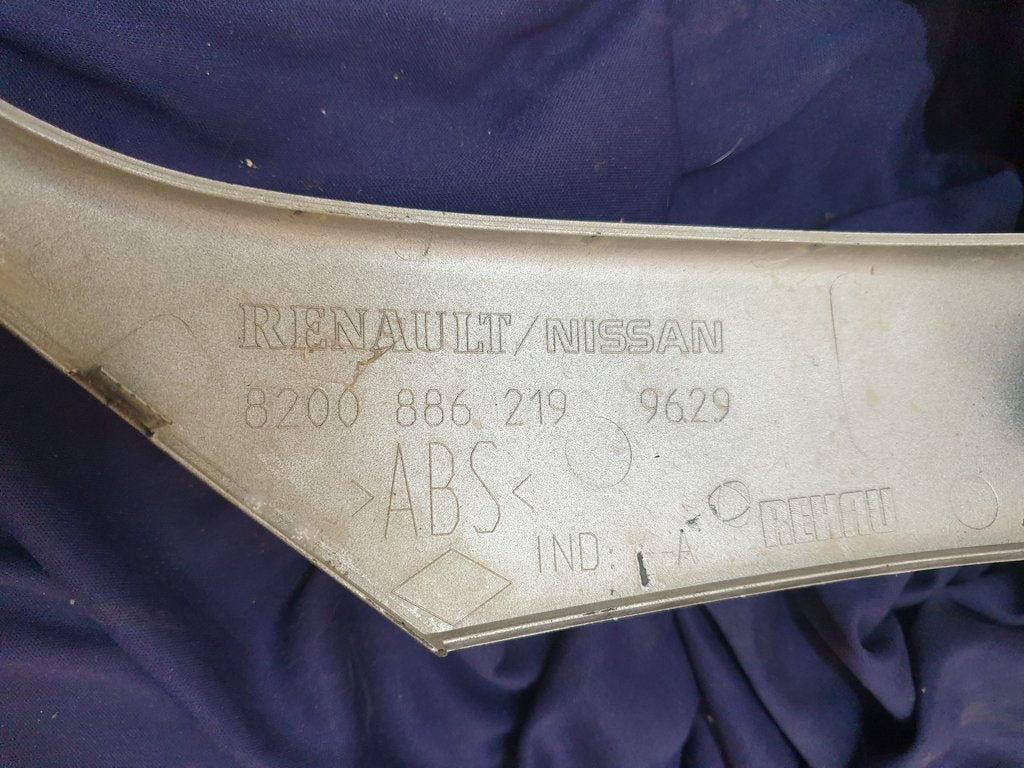 RENAULT/NISSAN
8200 886 219 9629
>ABS<
REHAU
IND: --A